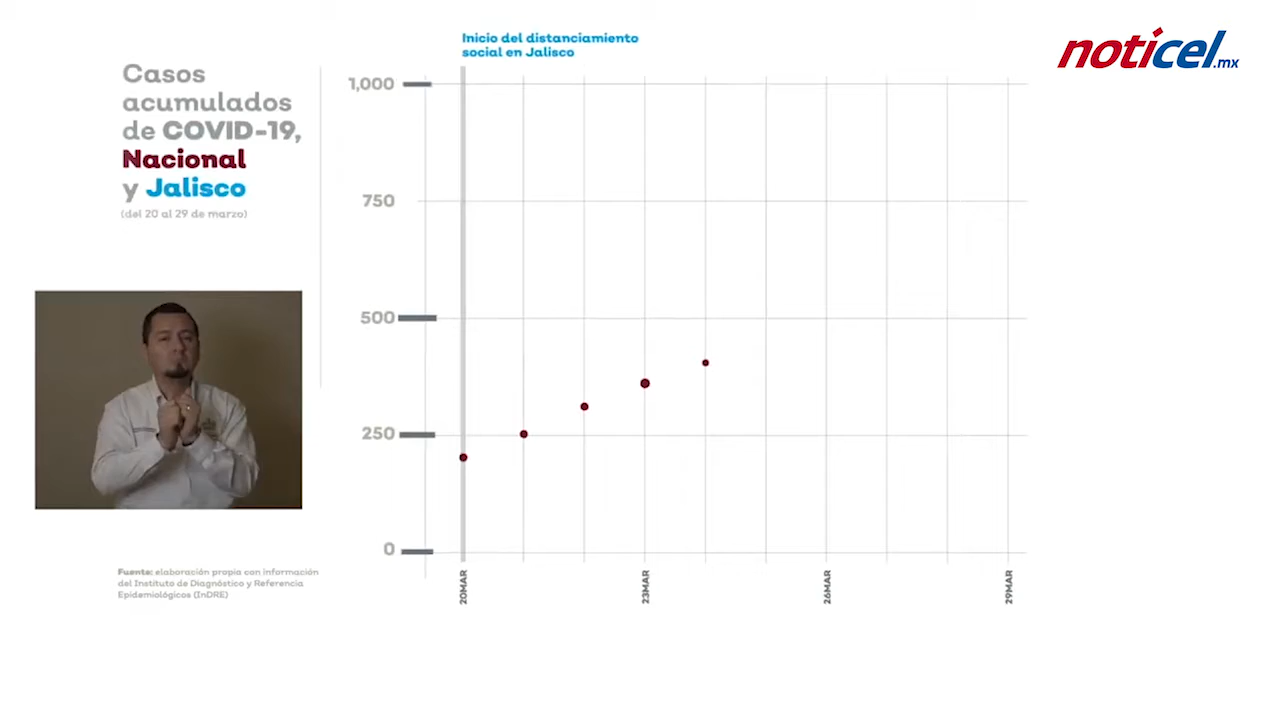 Inicio del distanciamiento
social en Jalisco
noticel.mx
Casos
acumulados
de COVID-19,
Nacional
y Jalisco
(del 20 al 29 de marzo)
1,000
750
500
250
0
20MAR
23MAR
26MAR
29MAR
Fuente: elaboración propia con información
del Instituto de Diagnóstico y Referencia
Epidemiológicos (InDRE)